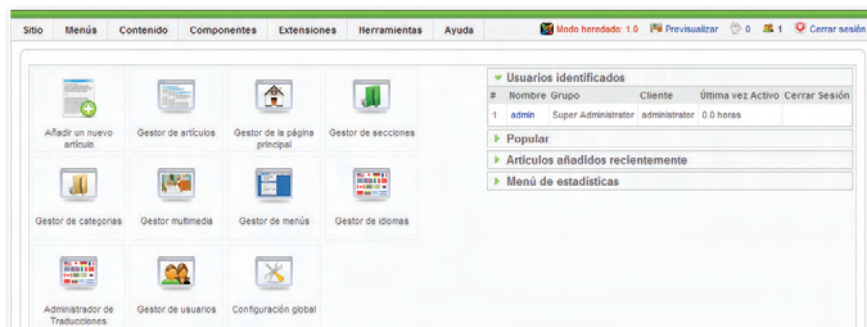 Sitio Menús Contenido Componentes Extensiones Herramientas Ayuda Modo heredado: 1.0 Previsualizar 0 1 Cerrar sesión
Añadir un nuevo artículo
Gestor de artículos
Gestor de la página principal
Gestor de secciones
Gestor de categorías
Gestor multimedia
Gestor de menús
Gestor de idiomas
Administrador de Traducciones
Gestor de usuarios
Configuración global
Usuarios identificados
# Nombre Grupo Cliente Última vez Activo Cerrar Sesión
1 admin Super Administrator administrator 0.0 horas
Popular
Artículos añadidos recientemente
Menú de estadísticas